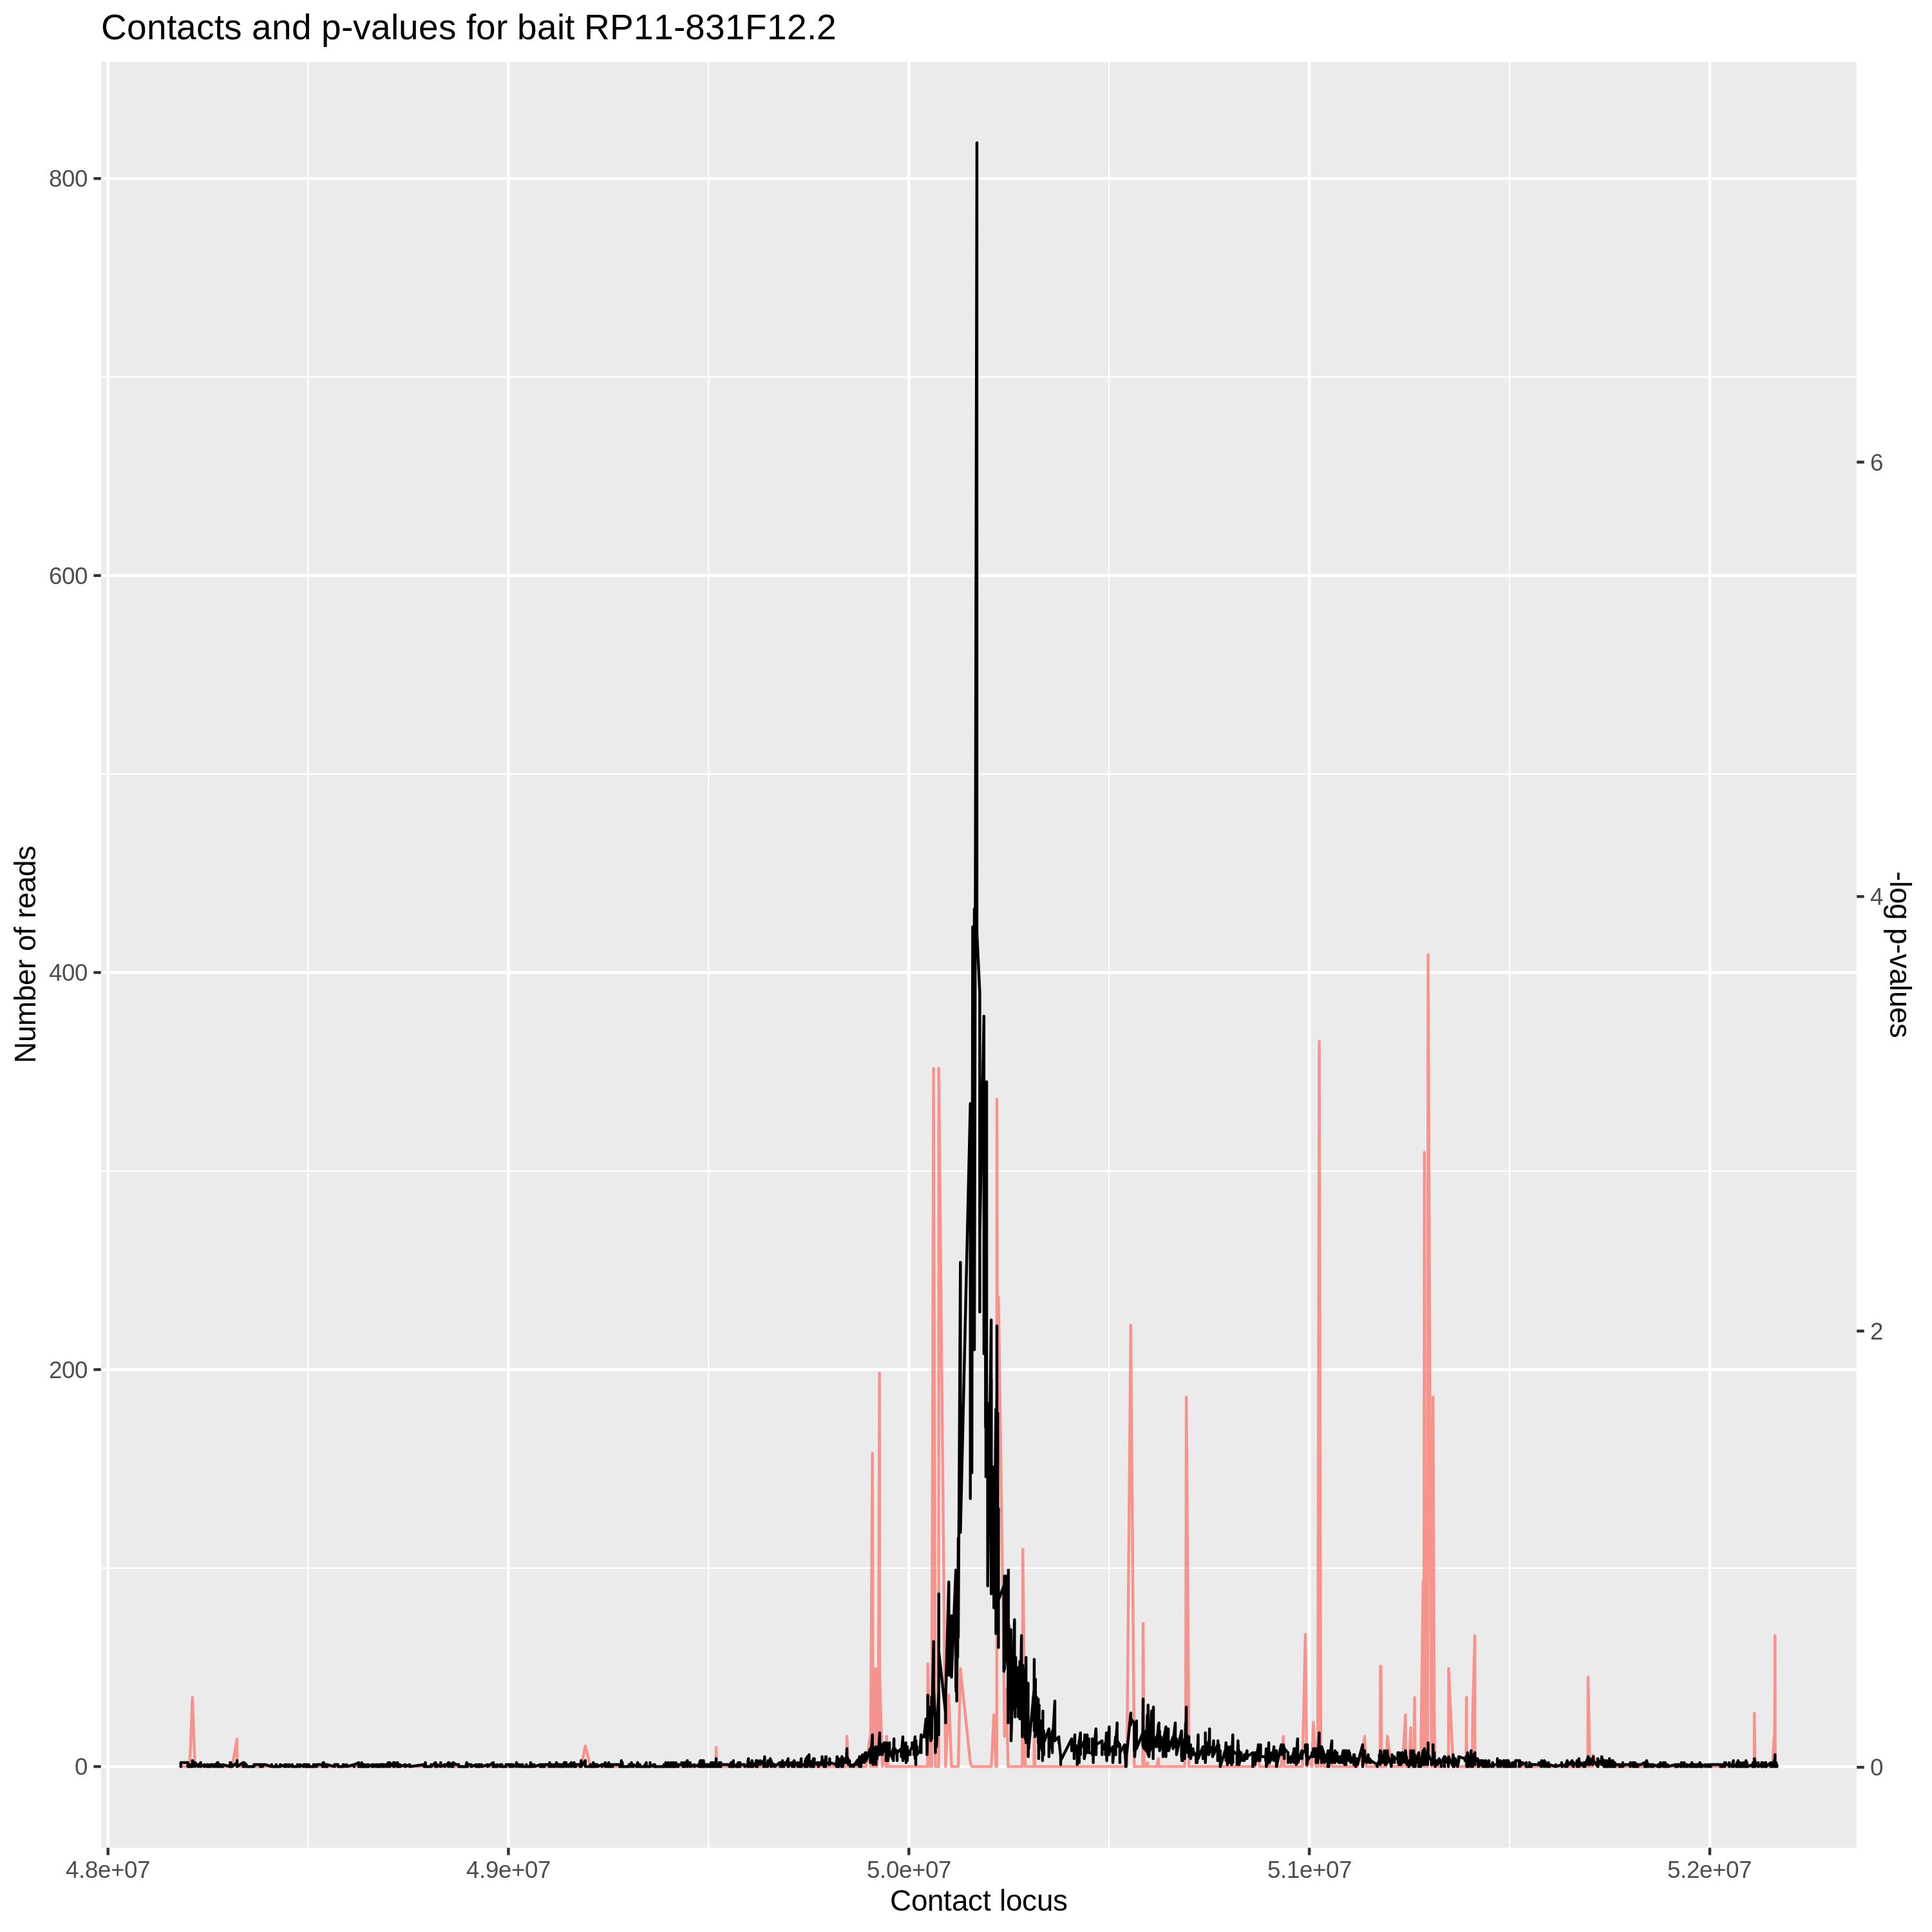 Contacts and p-values for bait RP11-831F12.2
800
600
400
200
0
Number of reads
6
4
2
0
-log p-values
4.8e+07
4.9e+07
5.0e+07
5.1e+07
5.2e+07
Contact locus